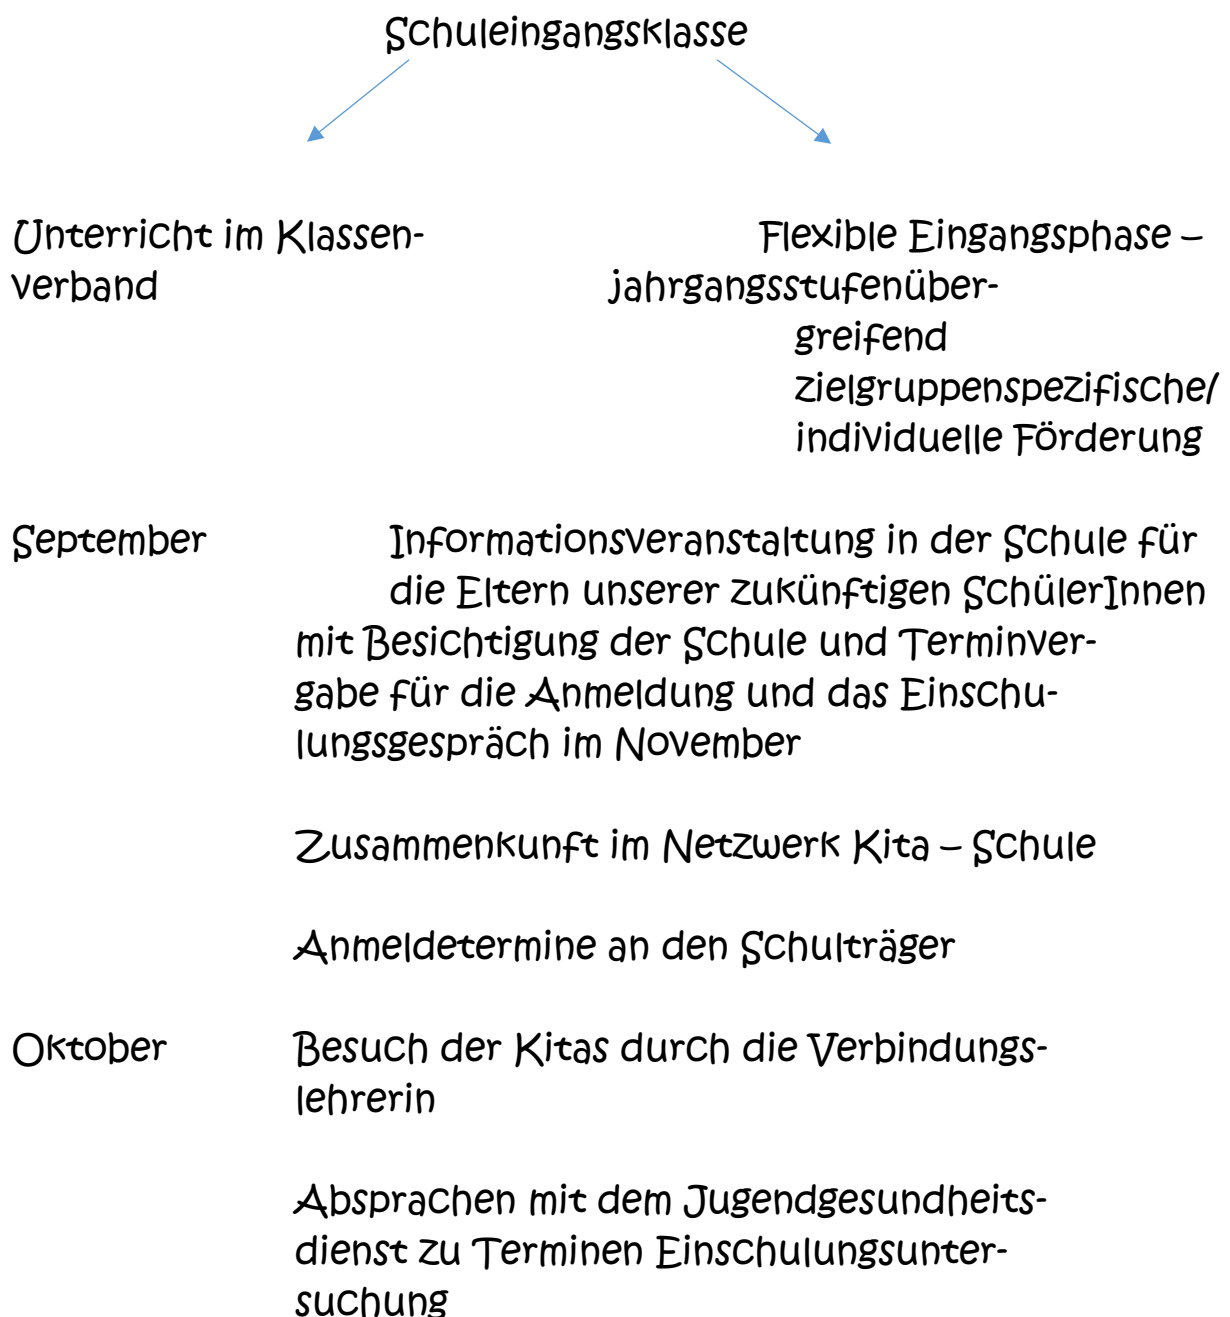 Schuleingangsklasse
Unterricht im Klassen-
verband
Flexible Eingangsphase –
jahrgangsstufenüber-
greifend
zielgruppenspezifische/
individuelle Förderung
September
Informationsveranstaltung in der Schule für
die Eltern unserer zukünftigen SchülerInnen
mit Besichtigung der Schule und Terminver-
gabe für die Anmeldung und das Einschu-
lungsgespräch im November
Zusammenkunft im Netzwerk Kita – Schule
Anmeldetermine an den Schulträger
Oktober
Besuch der Kitas durch die Verbindungs-
lehrerin
Absprachen mit dem Jugendgesundheits-
dienst zu Terminen Einschulungsunter-
suchung